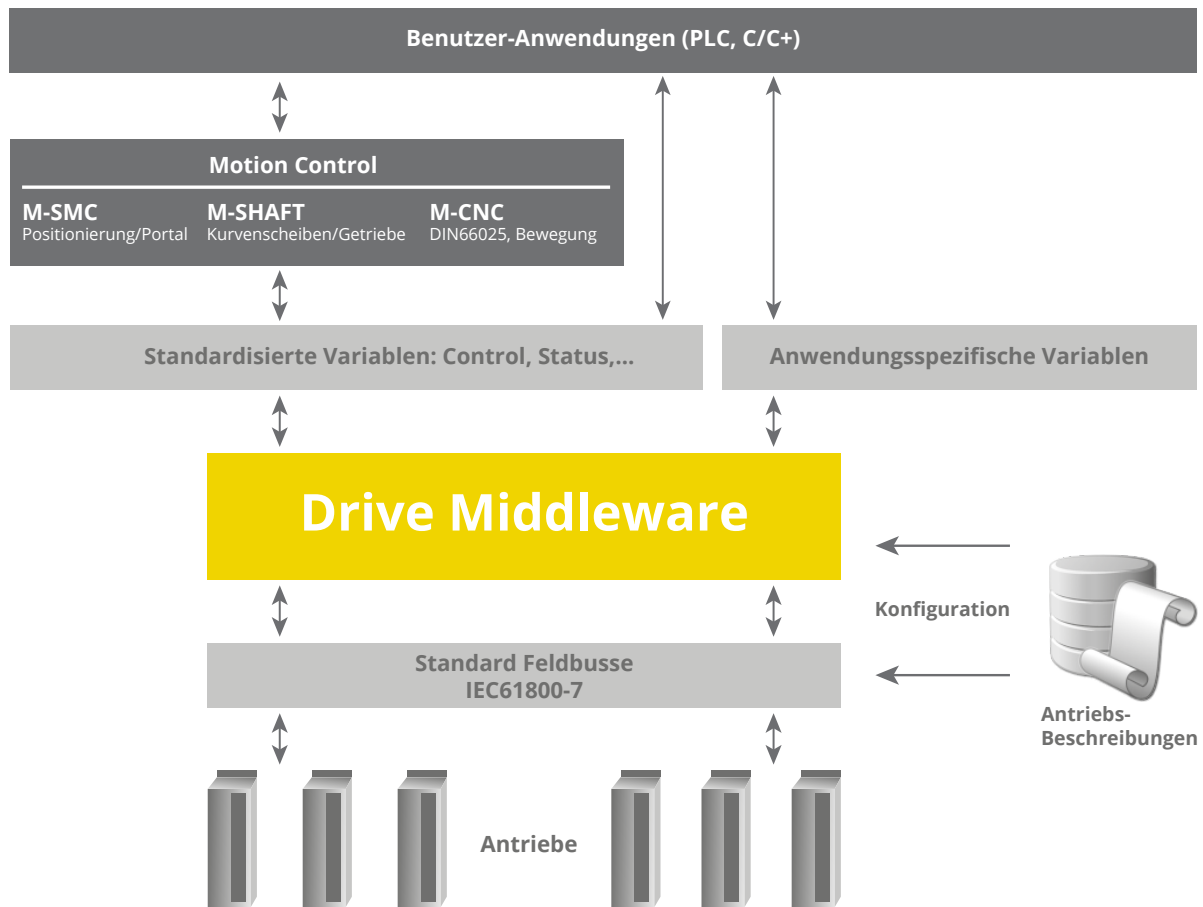 Benutzer-Anwendungen (PLC, C/C+)
Motion Control
M-SMC
Positionierung/Portal
M-SHAFT
Kurvenscheiben/Getriebe
M-CNC
DIN66025, Bewegung
Standardisierte Variablen: Control, Status,...
Anwendungsspezifische Variablen
Drive Middleware
Konfiguration
Standard Feldbusse
IEC61800-7
Antriebs-
Beschreibungen
Antriebe